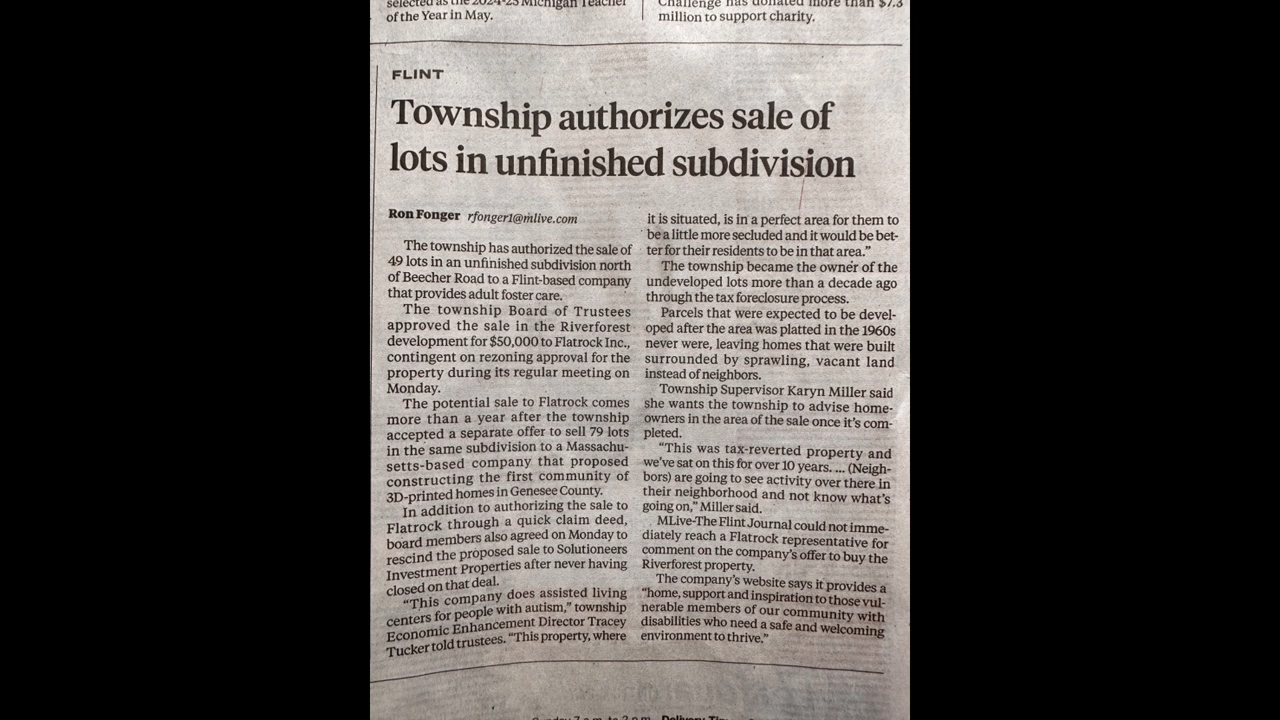 selected as the 2024-25 Michigan Teacher
of the Year in May.
Challenge has donated more than $7.3
million to support charity.
FLINT
Township authorizes sale of
lots in unfinished subdivision
Ron Fonger rfonger1@mlive.com
The township has authorized the sale of
49 lots in an unfinished subdivision north
of Beecher Road to a Flint-based company
that provides adult foster care.
The township Board of Trustees
approved the sale in the Riverforest
development for $50,000 to Flatrock Inc.,
contingent on rezoning approval for the
property during its regular meeting on
Monday.
The potential sale to Flatrock comes
more than a year after the township
accepted a separate offer to sell 79 lots
in the same subdivision to a Massachu-
setts-based company that proposed
constructing the first community of
3D-printed homes in Genesee County.
In addition to authorizing the sale to
Flatrock through a quick claim deed,
board members also agreed on Monday to
rescind the proposed sale to Solutioneers
Investment Properties after never having
closed on that deal.
"This company does assisted living
centers for people with autism," township
Economic Enhancement Director Tracey
Tucker told trustees. "This property, where
it is situated, is in a perfect area for them to
be a little more secluded and it would be bet-
ter for their residents to be in that area."
The township became the owner of the
undeveloped lots more than a decade ago
through the tax foreclosure process.
Parcels that were expected to be devel-
oped after the area was platted in the 1960s
never were, leaving homes that were built
surrounded by sprawling, vacant land
instead of neighbors.
Township Supervisor Karyn Miller said
she wants the township to advise home-
owners in the area of the sale once it's com-
pleted.
"This was tax-reverted property and
we've sat on this for over 10 years. ... (Neigh-
bors) are going to see activity over there in
their neighborhood and not know what's
going on," Miller said.
MLive-The Flint Journal could not imme-
diately reach a Flatrock representative for
comment on the company's offer to buy the
Riverforest property.
The company's website says it provides a
"home, support and inspiration to those vul-
nerable members of our community with
disabilities who need a safe and welcoming
environment to thrive."